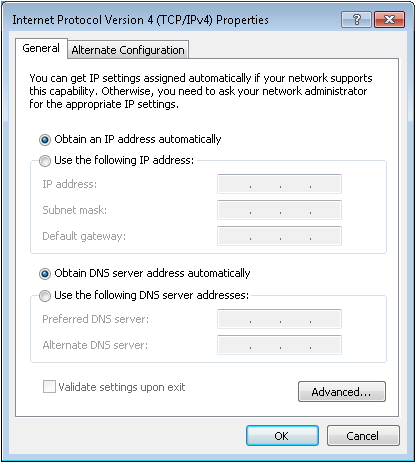 Internet Protocol Version 4 (TCP/IPv4) Properties
General
Alternate Configuration
You can get IP settings assigned automatically if your network supports
this capability. Otherwise, you need to ask your network administrator
for the appropriate IP settings.
Obtain an IP address automatically
Use the following IP address:
IP address:
Subnet mask:
Default gateway:
Obtain DNS server address automatically
Use the following DNS server addresses:
Preferred DNS server:
Alternate DNS server:
Validate settings upon exit
Advanced...
OK
Cancel